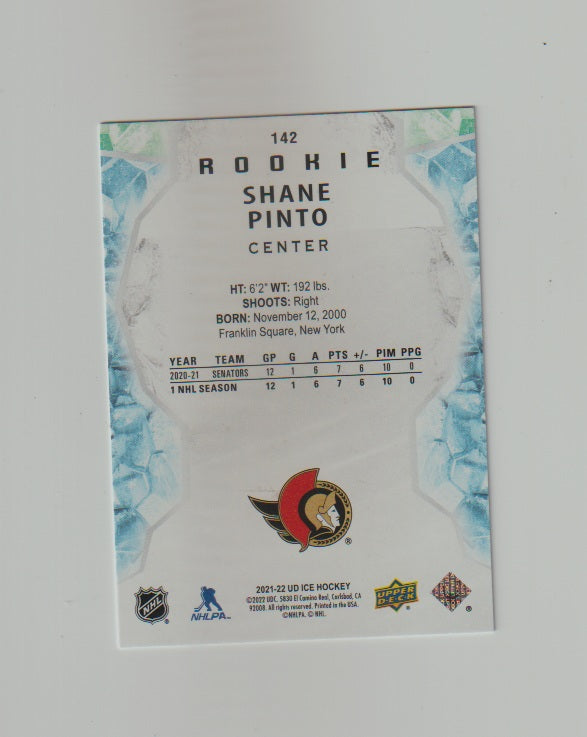 142
ROOKIE
SHANE
PINTO
CENTER
HT: 6'2" WT: 192 lbs.
SHOOTS: Right
BORN: November 12, 2000
Franklin Square, New York
YEAR TEAM GP G A PTS +/- PIM PPG
2020-21 SENATORS 12 1 6 7 6 10 0
1 NHL SEASON 12 1 6 7 6 10 0
®
2021-22 UD ICE HOCKEY
©2022 UDC. 5830 El Camino Real, Carlsbad, CA
92008. All rights reserved. Printed in the USA.
©NHLPA. © NHL.
NHL
NHLPA™
UPPER
DECK
®